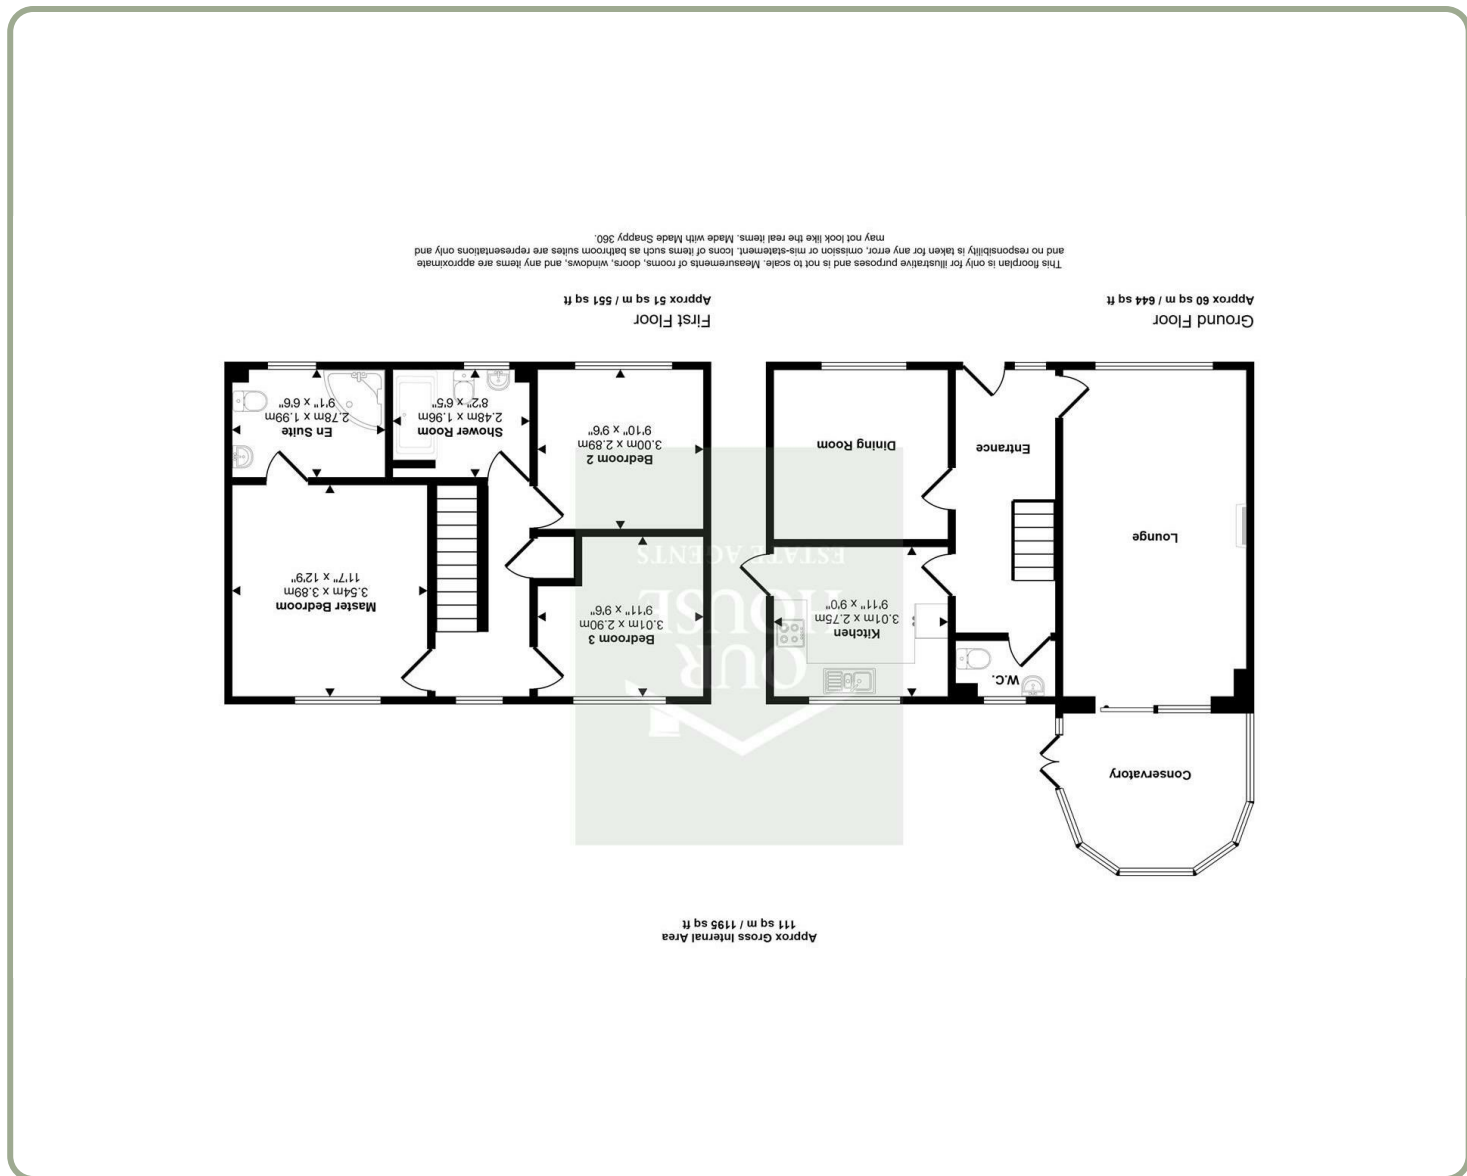 Approx Gross Internal Area
111 sq m / 1195 sq ft
Conservatory
W.C.
Kitchen
3.01m x 2.75m
9'11" x 9'0"
Lounge
Entrance
Dining Room
Ground Floor
Approx 60 sq m / 644 sq ft
Bedroom 3
3.01m x 2.90m
9'11" x 9'6"
Master Bedroom
3.54m x 3.89m
11'7" x 12'9"
Bedroom 2
3.00m x 2.89m
9'10" x 9'6"
Shower Room
2.48m x 1.96m
8'2" x 6'5"
En Suite
2.78m x 1.99m
9'1" x 6'6"
First Floor
Approx 51 sq m / 551 sq ft
OUR
HOUSE
ESTATE AGENTS
This floorplan is only for illustrative purposes and is not to scale. Measurements of rooms, doors, windows, and any items are approximate
and no responsibility is taken for any error, omission or mis-statement. Icons of items such as bathroom suites are representations only and
may not look like the real items. Made with Made Snappy 360.